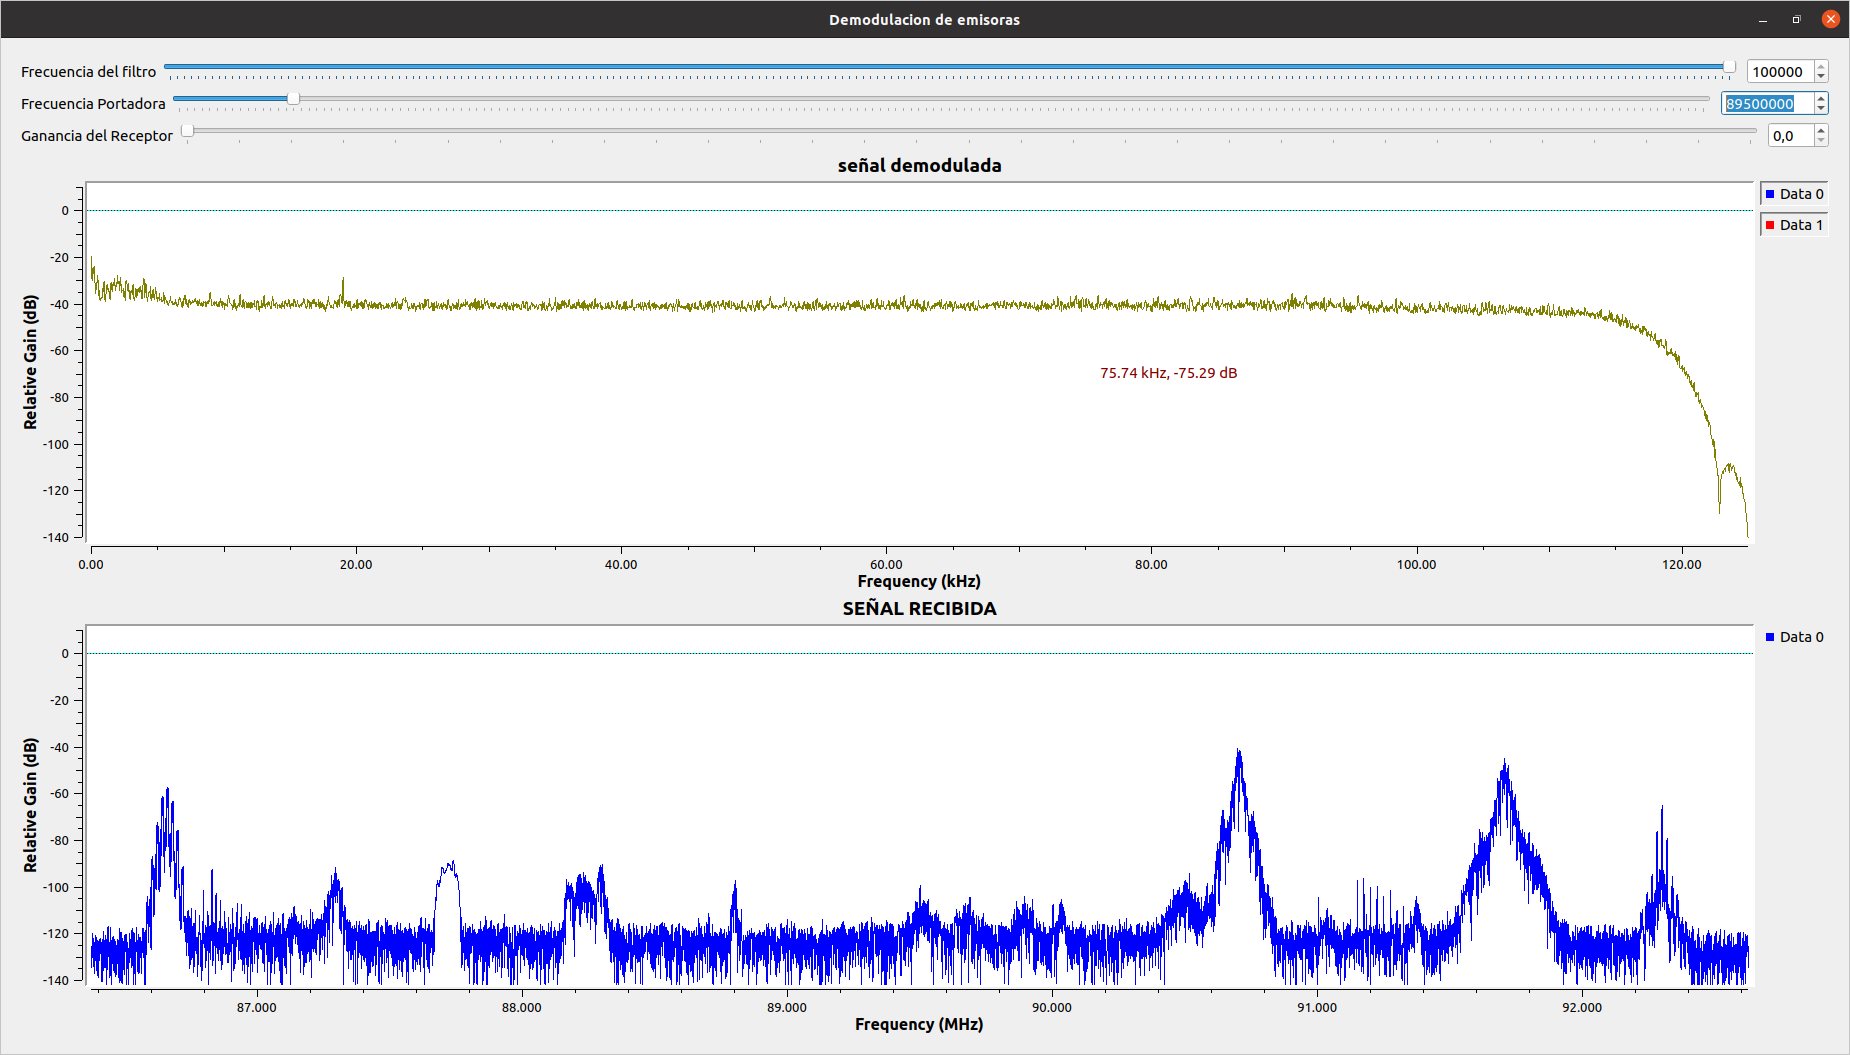 Demodulacion de emisoras
Frecuencia del filtro 100000
Frecuencia Portadora 89500000
Ganancia del Receptor 0,0
señal demodulada
Data 0
Data 1
Relative Gain (dB)
0
-20
-40
-60
-80
-100
-120
-140
75.74 kHz, -75.29 dB
0.00 20.00 40.00 60.00 80.00 100.00 120.00
Frequency (kHz)
SEÑAL RECIBIDA
Data 0
Relative Gain (dB)
0
-20
-40
-60
-80
-100
-120
-140
87.000 88.000 89.000 90.000 91.000 92.000
Frequency (MHz)